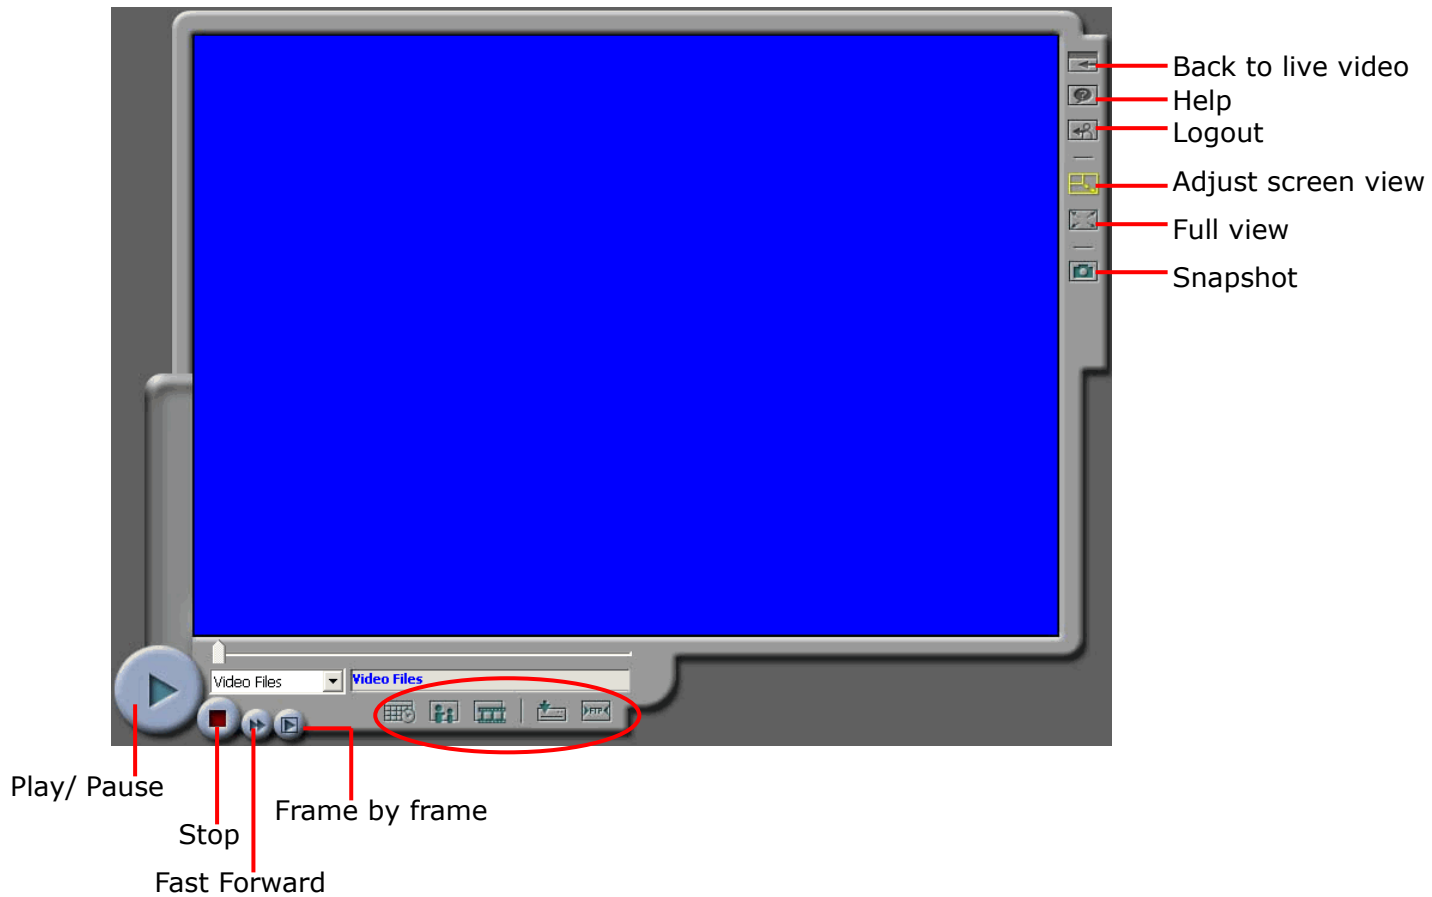 Back to live video
Help
Logout
Adjust screen view
Full view
Snapshot
Video Files
Video Files
FTP
Play/ Pause
Frame by frame
Stop
Fast Forward